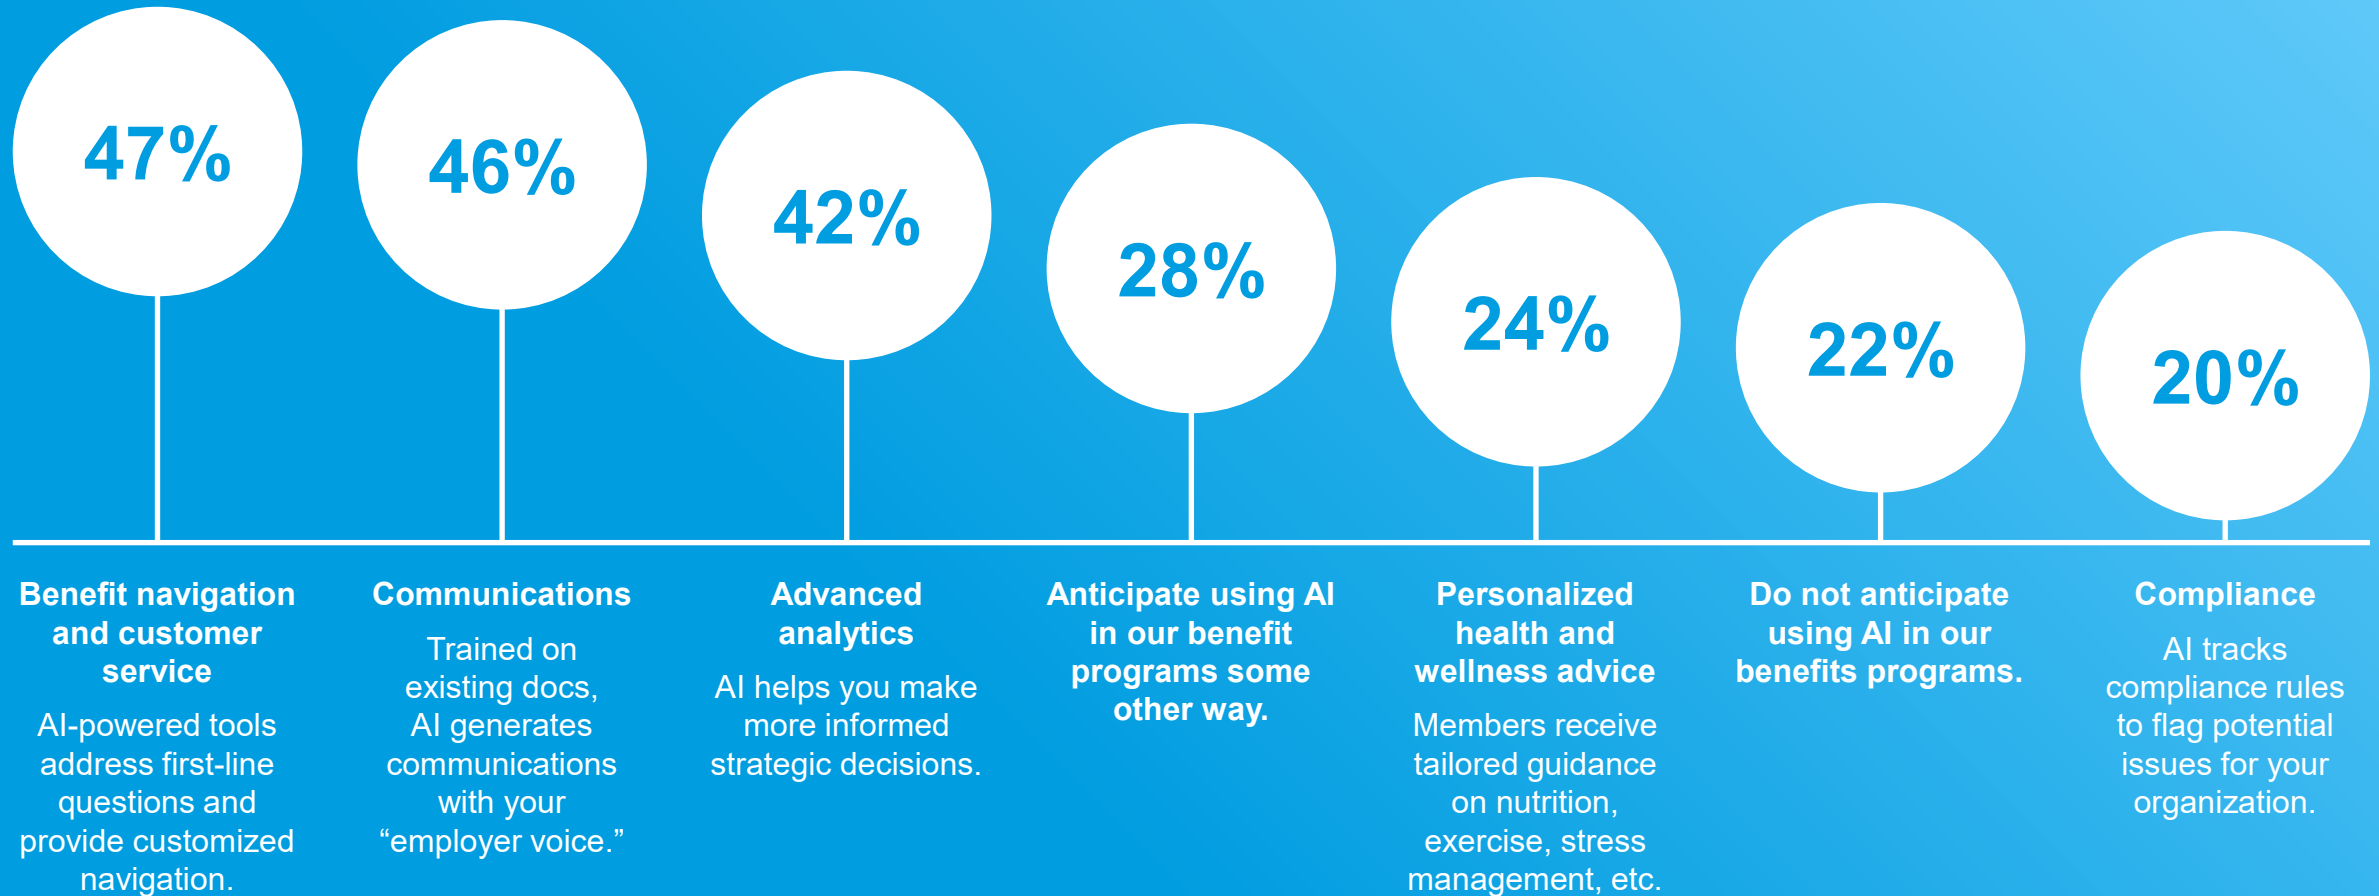 47%
46%
42%
28%
24%
22%
20%
Benefit navigation
and customer
service
AI-powered tools
address first-line
questions and
provide customized
navigation.
Communications
Trained on
existing docs,
AI generates
communications
with your
“employer voice.”
Advanced
analytics
AI helps you make
more informed
strategic decisions.
Anticipate using AI
in our benefit
programs some
other way.
Personalized
health and
wellness advice
Members receive
tailored guidance
on nutrition,
exercise, stress
management, etc.
Do not anticipate
using AI in our
benefits programs.
Compliance
AI tracks
compliance rules
to flag potential
issues for your
organization.